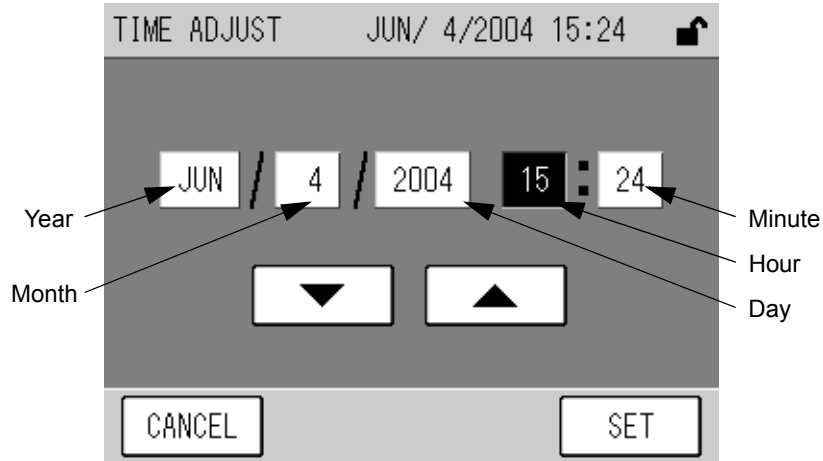 TIME ADJUST JUN/ 4/2004 15:24
JUN / 4 / 2004 15 : 24
Year
Minute
Hour
Month
Day
CANCEL SET